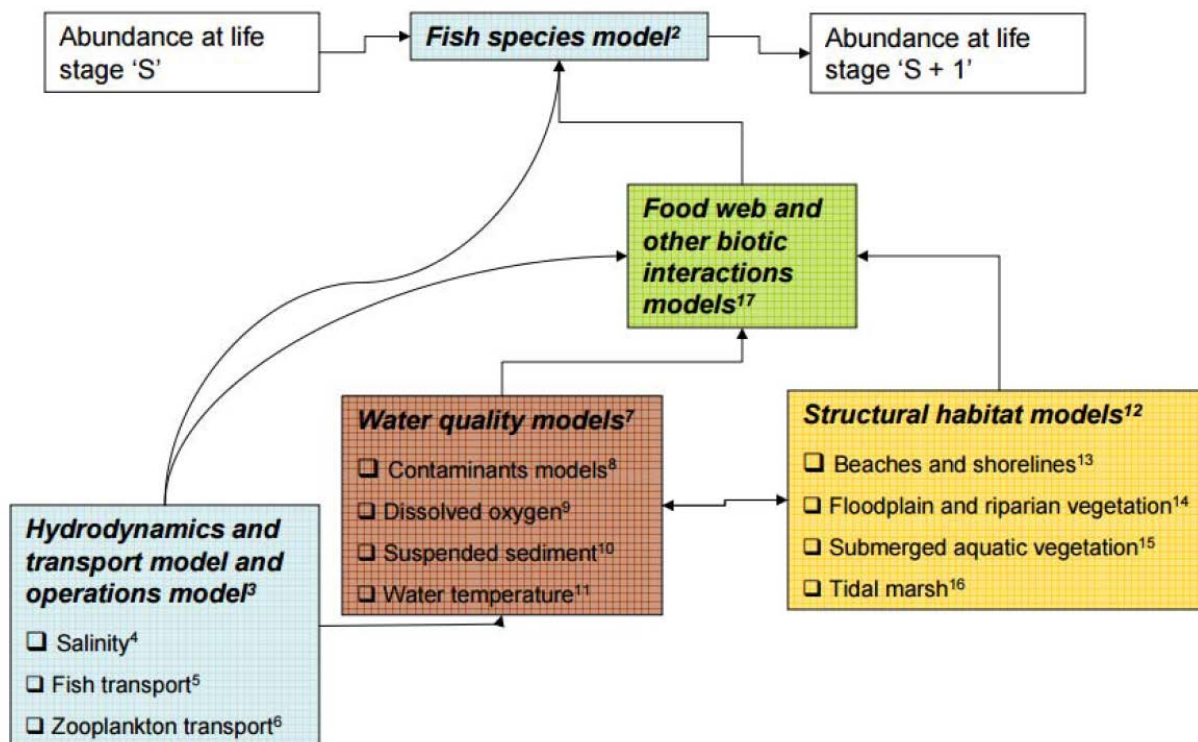 Abundance at life
stage ‘S’
Fish species model²
Abundance at life
stage ‘S + 1’
Food web and
other biotic
interactions
models¹⁷
Water quality models⁷
❑ Contaminants models⁸
❑ Dissolved oxygen⁹
❑ Suspended sediment¹⁰
❑ Water temperature¹¹
Structural habitat models¹²
❑ Beaches and shorelines¹³
❑ Floodplain and riparian vegetation¹⁴
❑ Submerged aquatic vegetation¹⁵
❑ Tidal marsh¹⁶
Hydrodynamics and
transport model and
operations model³
❑ Salinity⁴
❑ Fish transport⁵
❑ Zooplankton transport⁶